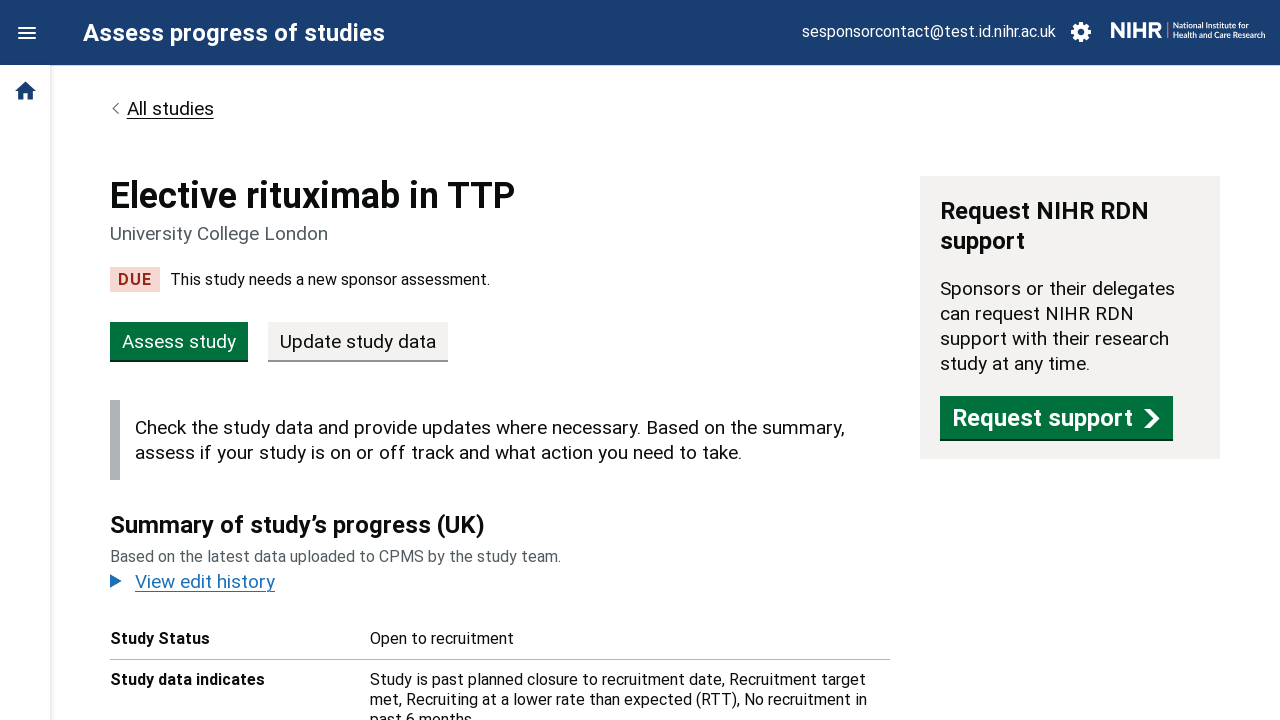 Assess progress of studies
sesponsorcontact@test.id.nihr.ac.uk
NIHR
National Institute for
Health and Care Research
All studies
Elective rituximab in TTP
University College London
DUE
This study needs a new sponsor assessment.
Assess study
Update study data
Check the study data and provide updates where necessary. Based on the summary,
assess if your study is on or off track and what action you need to take.
Summary of study’s progress (UK)
Based on the latest data uploaded to CPMS by the study team.
View edit history
Study Status
Open to recruitment
Study data indicates
Study is past planned closure to recruitment date, Recruitment target
met, Recruiting at a lower rate than expected (RTT), No recruitment in
past 6 months
Request NIHR RDN
support
Sponsors or their delegates
can request NIHR RDN
support with their research
study at any time.
Request support